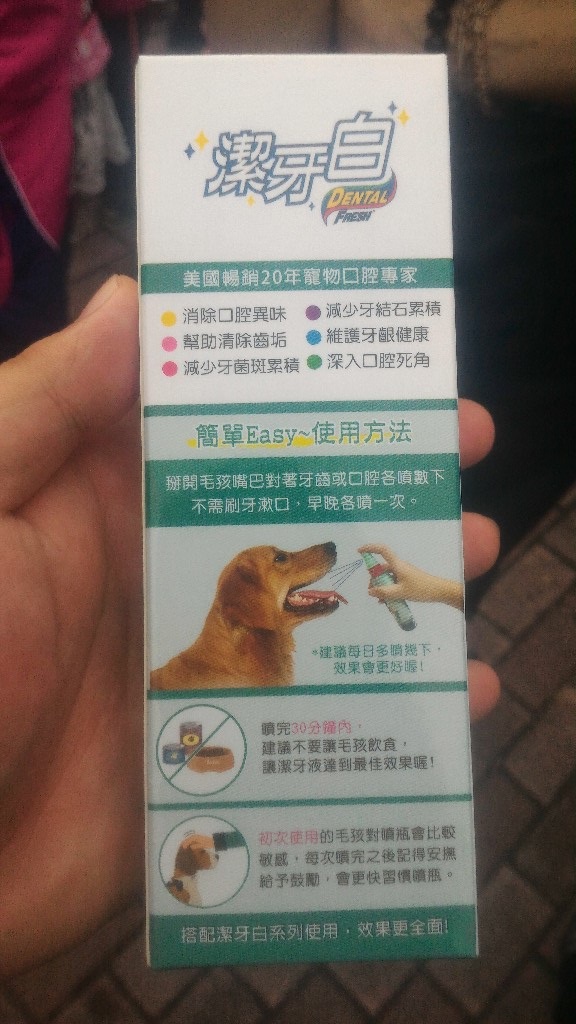 潔牙白
DENTAL
FRESH
美國暢銷20年寵物口腔專家
消除口腔異味
減少牙結石累積
幫助清除齒垢
維護牙齦健康
減少牙菌斑累積
深入口腔死角
簡單Easy~使用方法
掰開毛孩嘴巴對著牙齒或口腔各噴數下
不需刷牙漱口，早晚各噴一次。
*建議每日多噴幾下，
效果會更好喔!
噴完30分鐘內，
建議不要讓毛孩飲食，
讓潔牙液達到最佳效果喔!
初次使用的毛孩對噴瓶會比較
敏感，每次噴完之後記得安撫
給予鼓勵，會更快習慣噴瓶。
搭配潔牙白系列使用，效果更全面!